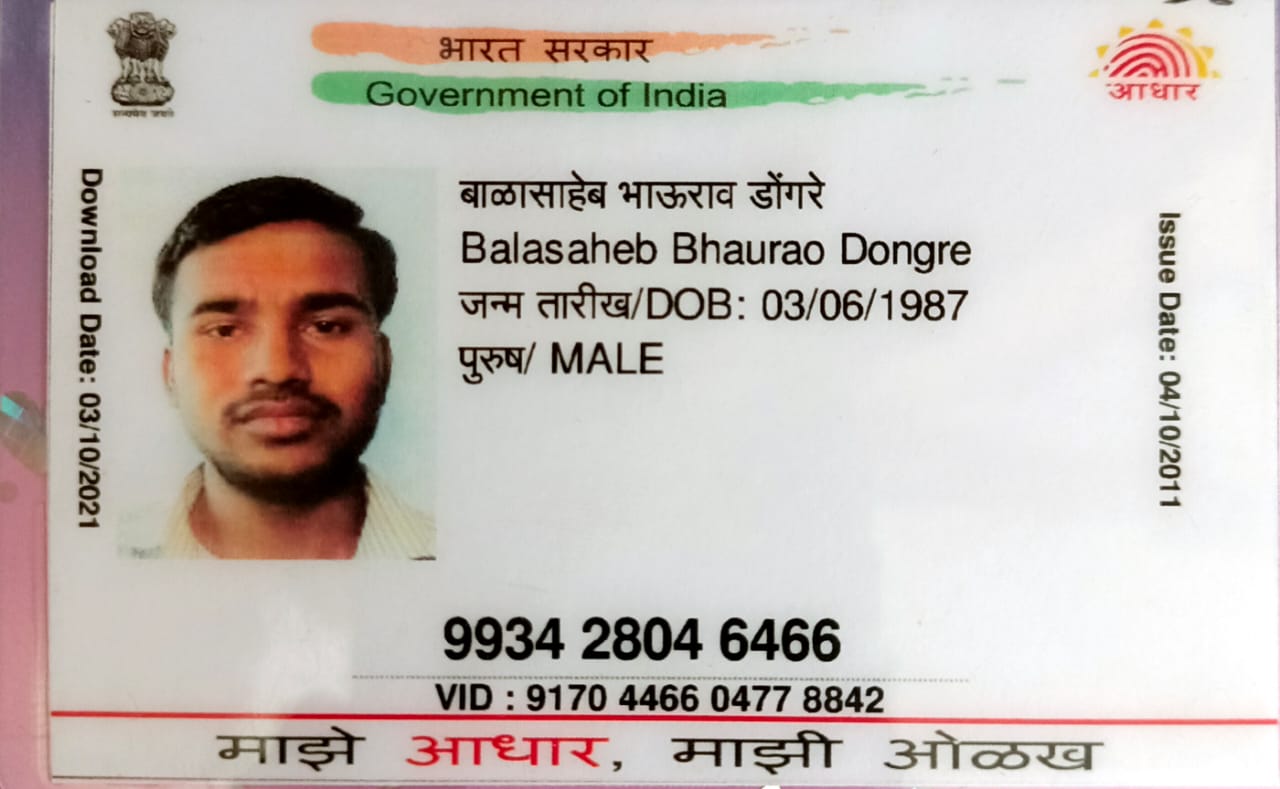 भारत सरकार
Government of India
आधार
सत्यमेव जयते
Download Date: 03/10/2021
बाळासाहेब भाऊराव डोंगरे
Balasaheb Bhaurao Dongre
जन्म तारीख/DOB: 03/06/1987
पुरुष/ MALE
Issue Date: 04/10/2011
9934 2804 6466
VID : 9170 4466 0477 8842
माझे आधार, माझी ओळख